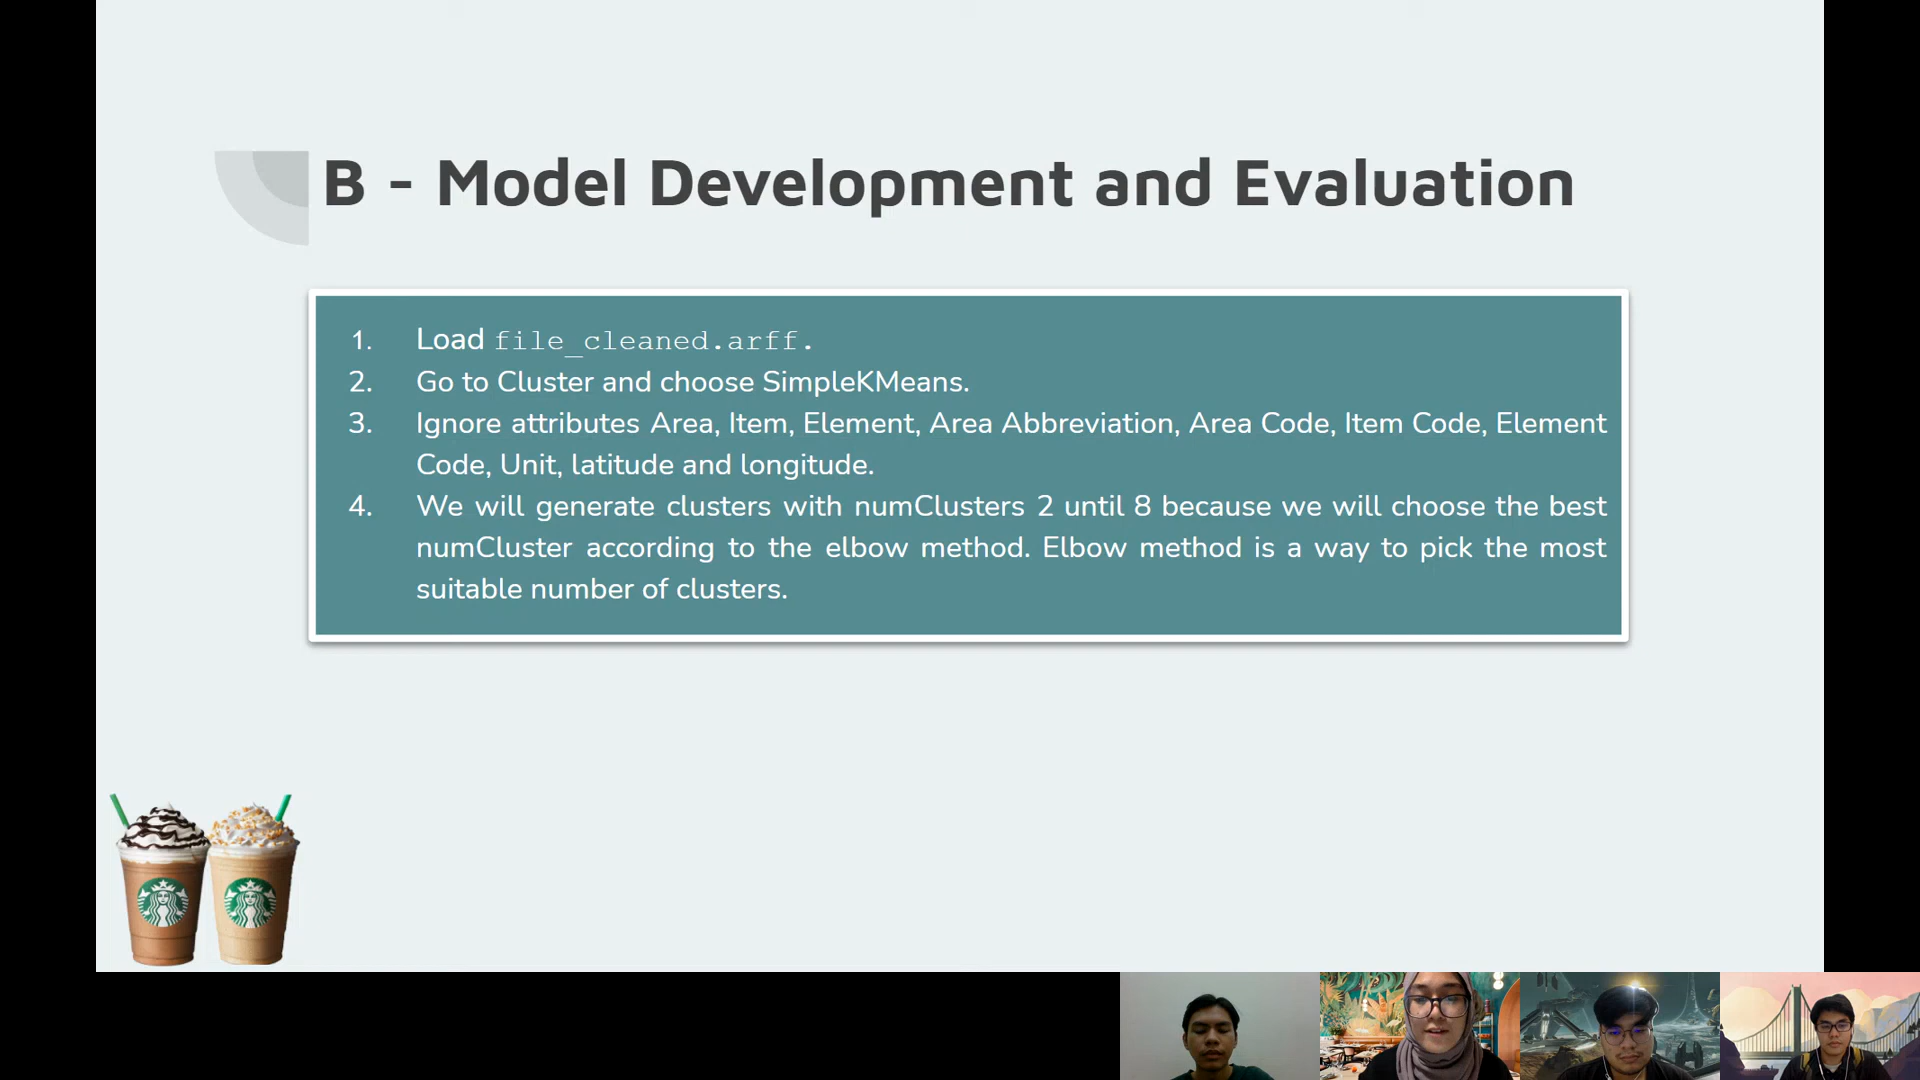 B - Model Development and Evaluation
1. Load file_cleaned.arff.
2. Go to Cluster and choose SimpleKMeans.
3. Ignore attributes Area, Item, Element, Area Abbreviation, Area Code, Item Code, Element
Code, Unit, latitude and longitude.
4. We will generate clusters with numClusters 2 until 8 because we will choose the best
numCluster according to the elbow method. Elbow method is a way to pick the most
suitable number of clusters.